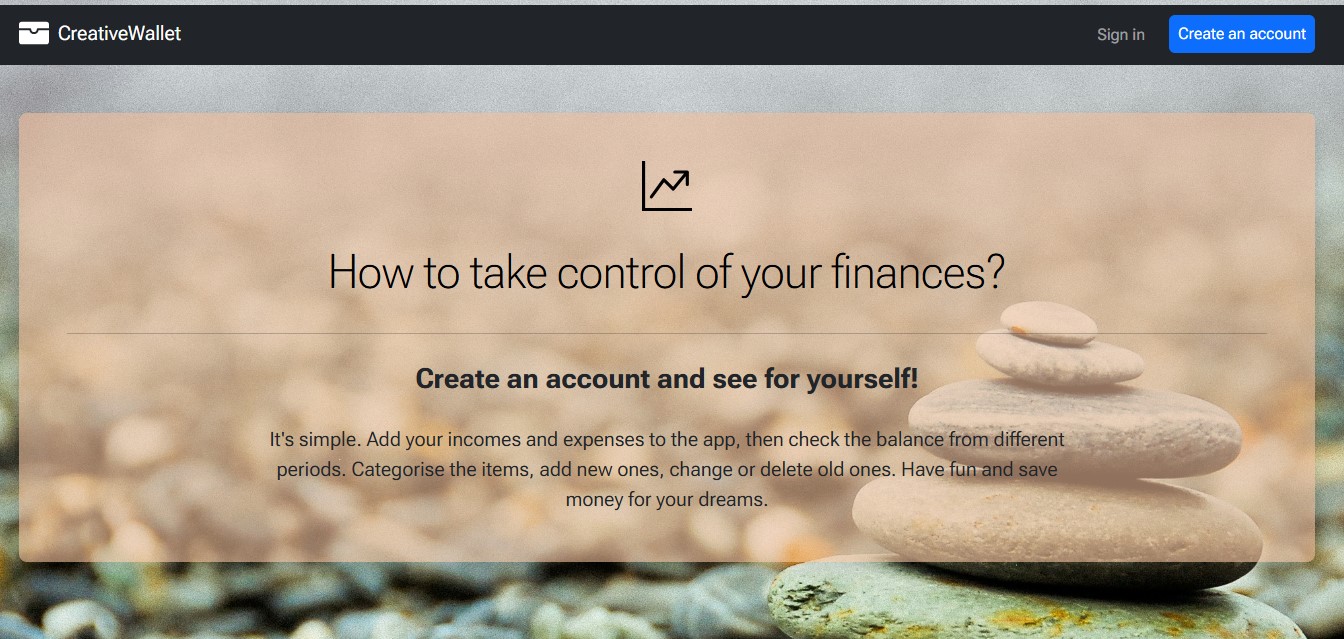 CreativeWallet
Sign in
Create an account
How to take control of your finances?
Create an account and see for yourself!
It's simple. Add your incomes and expenses to the app, then check the balance from different
periods. Categorise the items, add new ones, change or delete old ones. Have fun and save
money for your dreams.